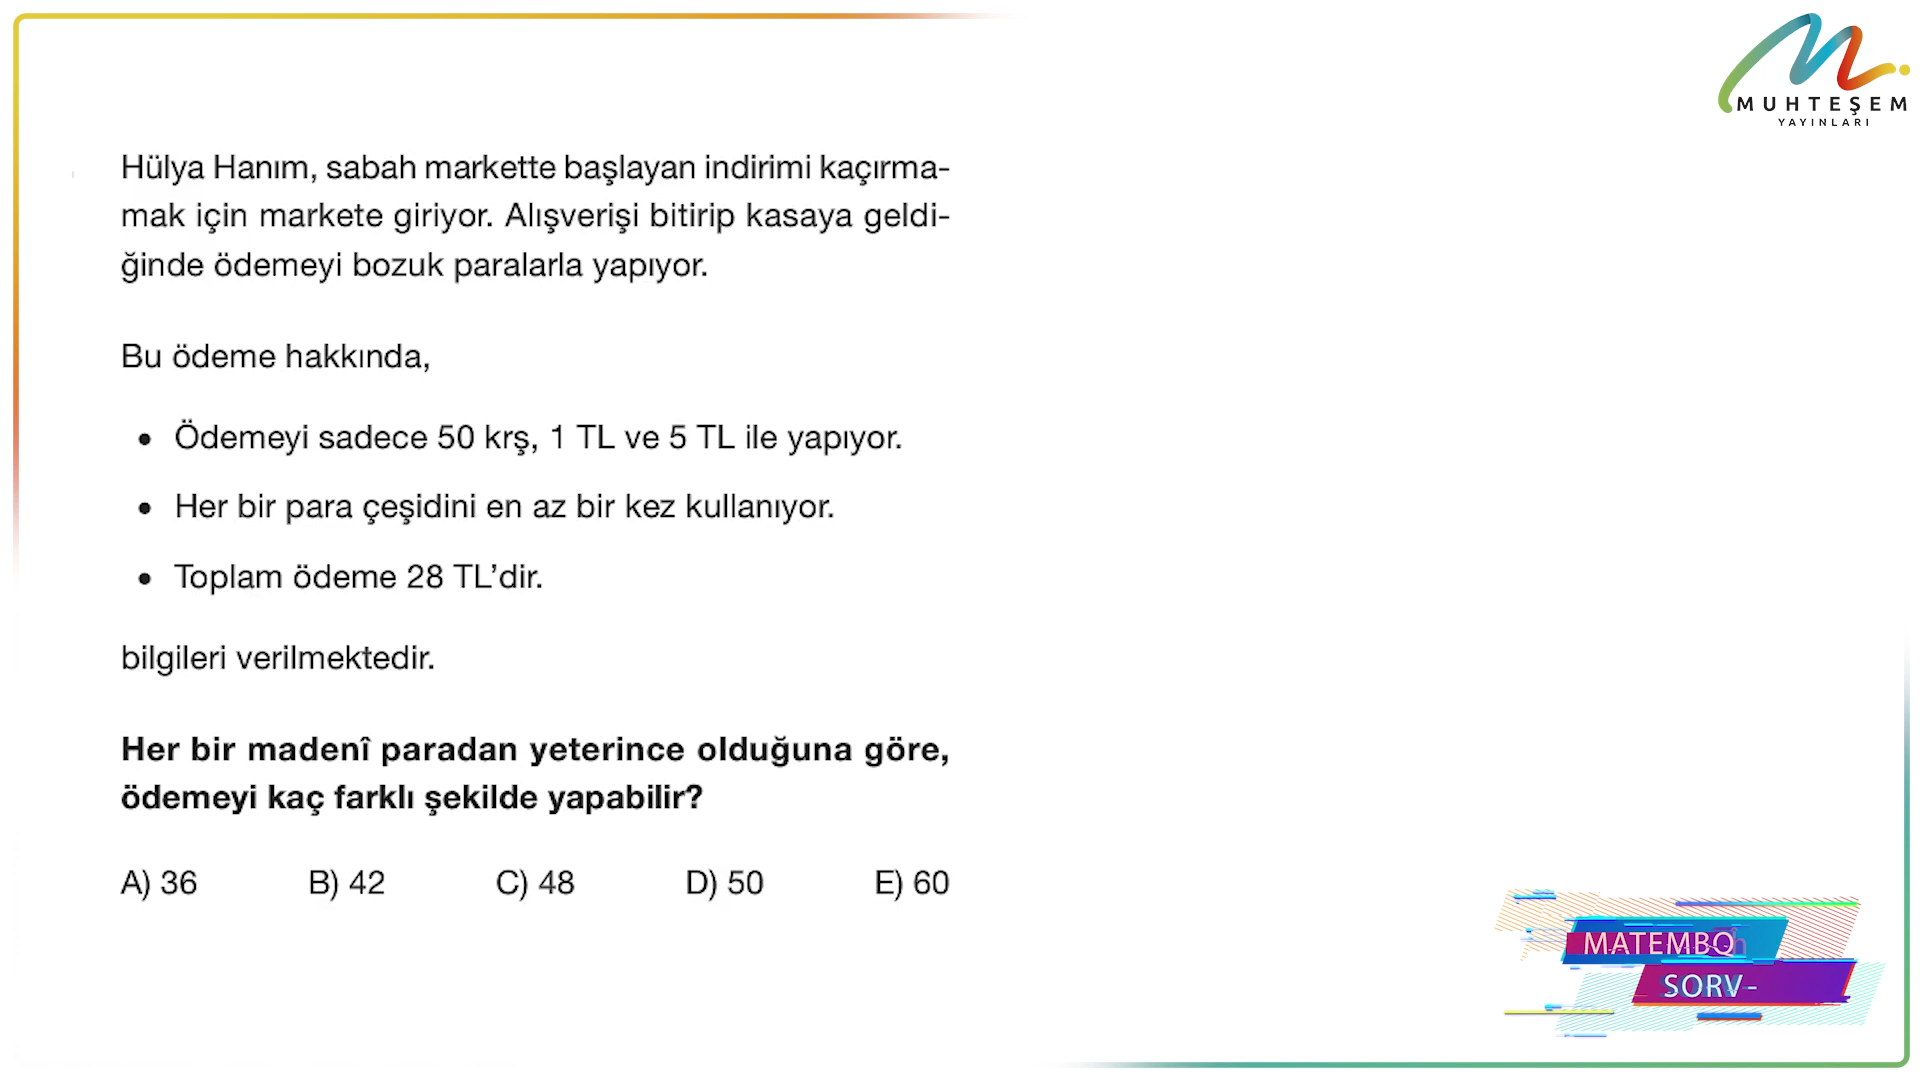 MUHTEŞEM
YAYINLARI
Hülya Hanım, sabah markette başlayan indirimi kaçırma-
mak için markete giriyor. Alışverişi bitirip kasaya geldi-
ğinde ödemeyi bozuk paralarla yapıyor.
Bu ödeme hakkında,
• Ödemeyi sadece 50 krş, 1 TL ve 5 TL ile yapıyor.
• Her bir para çeşidini en az bir kez kullanıyor.
• Toplam ödeme 28 TL’dir.
bilgileri verilmektedir.
Her bir madenî paradan yeterince olduğuna göre,
ödemeyi kaç farklı şekilde yapabilir?
A) 36 B) 42 C) 48 D) 50 E) 60